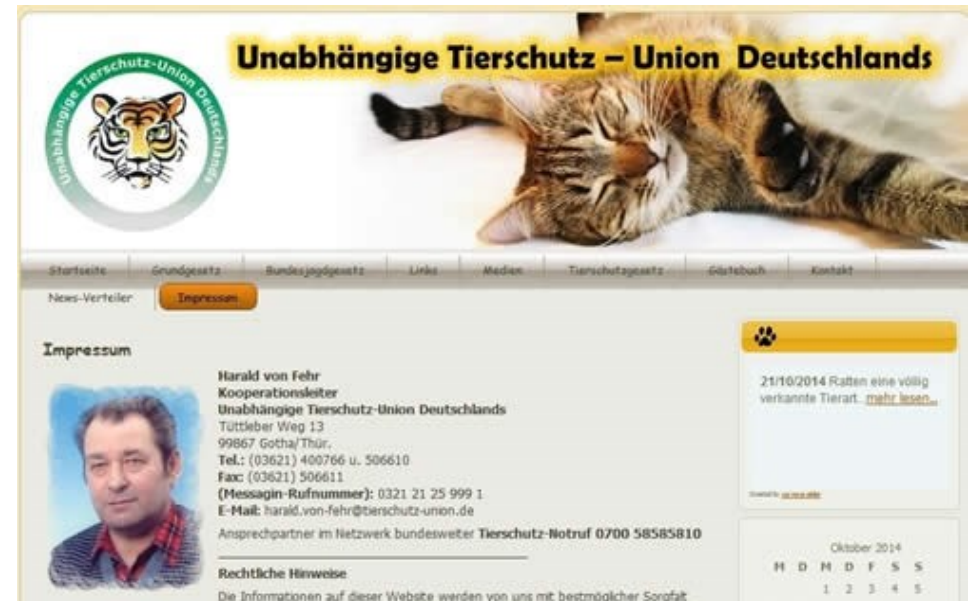 Unabhängige Tierschutz – Union Deutschlands
Unabhängige Tierschutz-Union Deutschlands
Startseite Grundgesetz Bundesjagdgesetz Links Medien Tierschutzgesetz Gästebuch Kontakt
News-Verteiler Impressum
Impressum
Harald von Fehr
Kooperationsleiter
Unabhängige Tierschutz-Union Deutschlands
Tüttleber Weg 13
99867 Gotha/Thür.
Tel.: (03621) 400766 u. 506610
Fax: (03621) 506611
(Messagin-Rufnummer): 0321 21 25 999 1
E-Mail: harald.von-fehr@tierschutz-union.de
Ansprechpartner im Netzwerk bundesweiter Tierschutz-Notruf 0700 58585810
Rechtliche Hinweise
Die Informationen auf dieser Website werden von uns mit bestmöglicher Sorgfalt
21/10/2014 Ratten eine völlig
verkannte Tierart...mehr lesen...
Oktober 2014
M D M D F S S
1 2 3 4 5